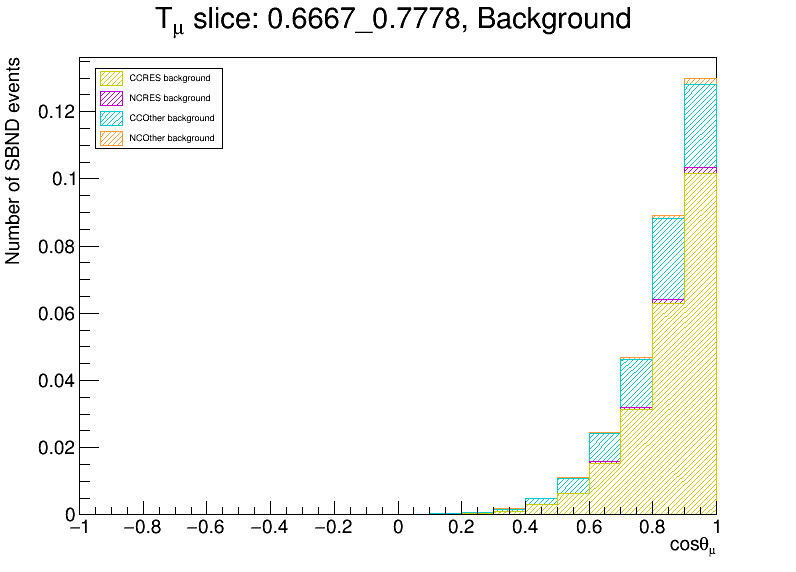 Tμ slice: 0.6667_0.7778, Background
Number of SBND events
CCRES background
NCRES background
CCOther background
NCOther background
0.12
0.1
0.08
0.06
0.04
0.02
0
−1 −0.8 −0.6 −0.4 −0.2 0 0.2 0.4 0.6 0.8 1
cosθμ